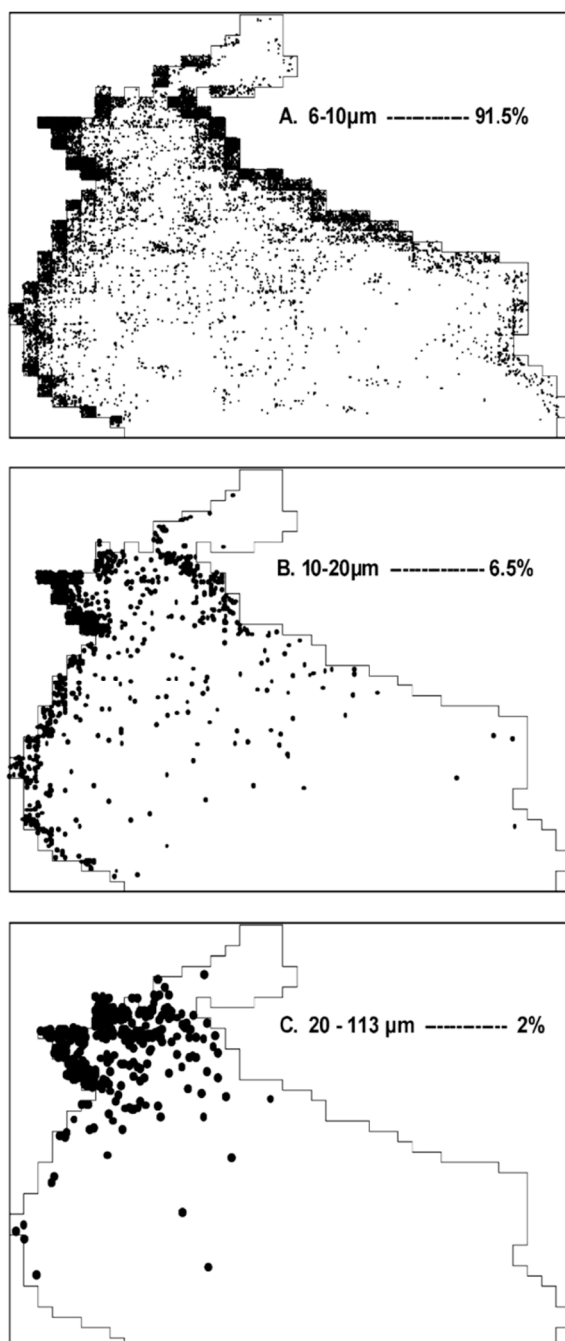 A. 6-10µm ------------- 91.5%
B. 10-20µm ------------- 6.5%
C. 20 - 113 µm ------------- 2%